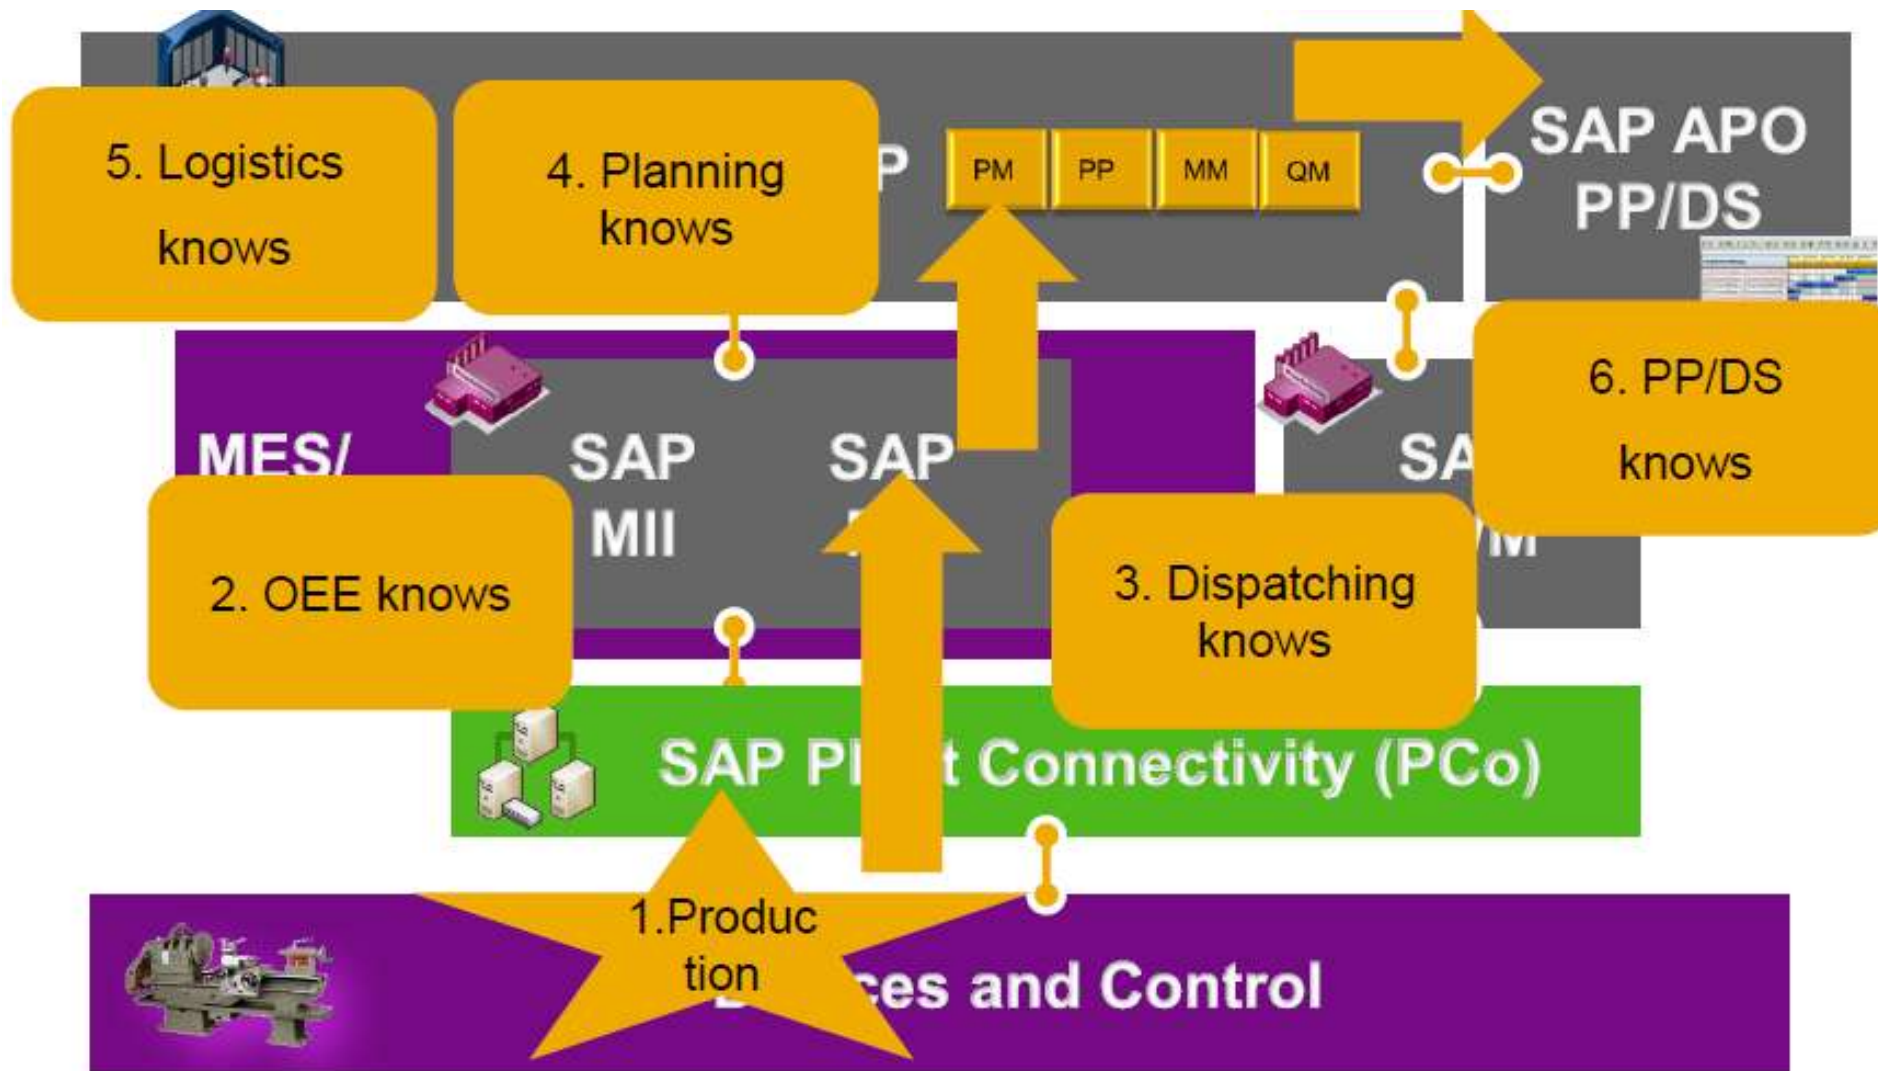 5. Logistics
knows
4. Planning
knows
P
PM
PP
MM
QM
SAP APO
PP/DS
6. PP/DS
knows
MES/
SAP
MII
SAP
SA
M
2. OEE knows
3. Dispatching
knows
SAP Pl t Connectivity (PCo)
1.Produc
tion
ces and Control